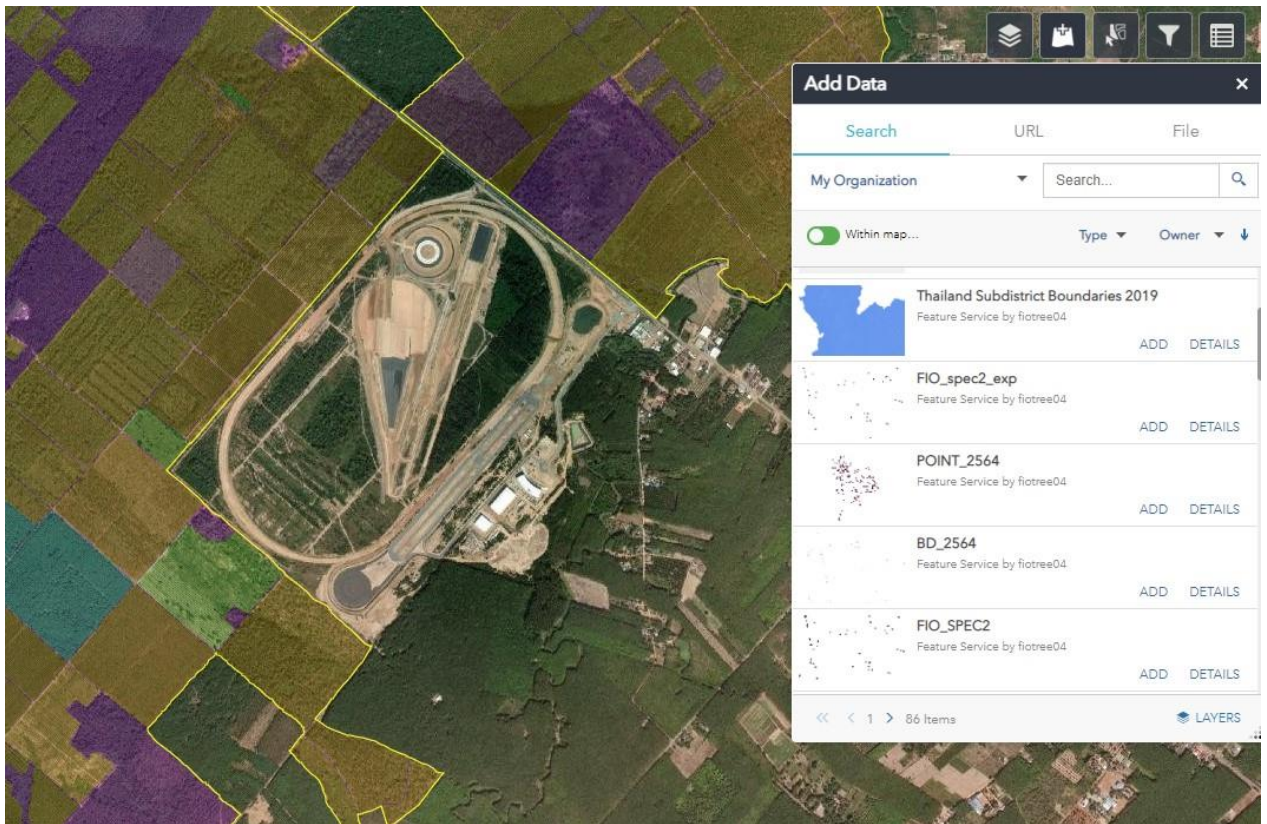 Add Data
Search URL File
My Organization Search...
Within map... Type Owner
Thailand Subdistrict Boundaries 2019
Feature Service by fiotree04
ADD DETAILS
FIO_spec2_exp
Feature Service by fiotree04
ADD DETAILS
POINT_2564
Feature Service by fiotree04
ADD DETAILS
BD_2564
Feature Service by fiotree04
ADD DETAILS
FIO_SPEC2
Feature Service by fiotree04
ADD DETAILS
1 86 Items LAYERS